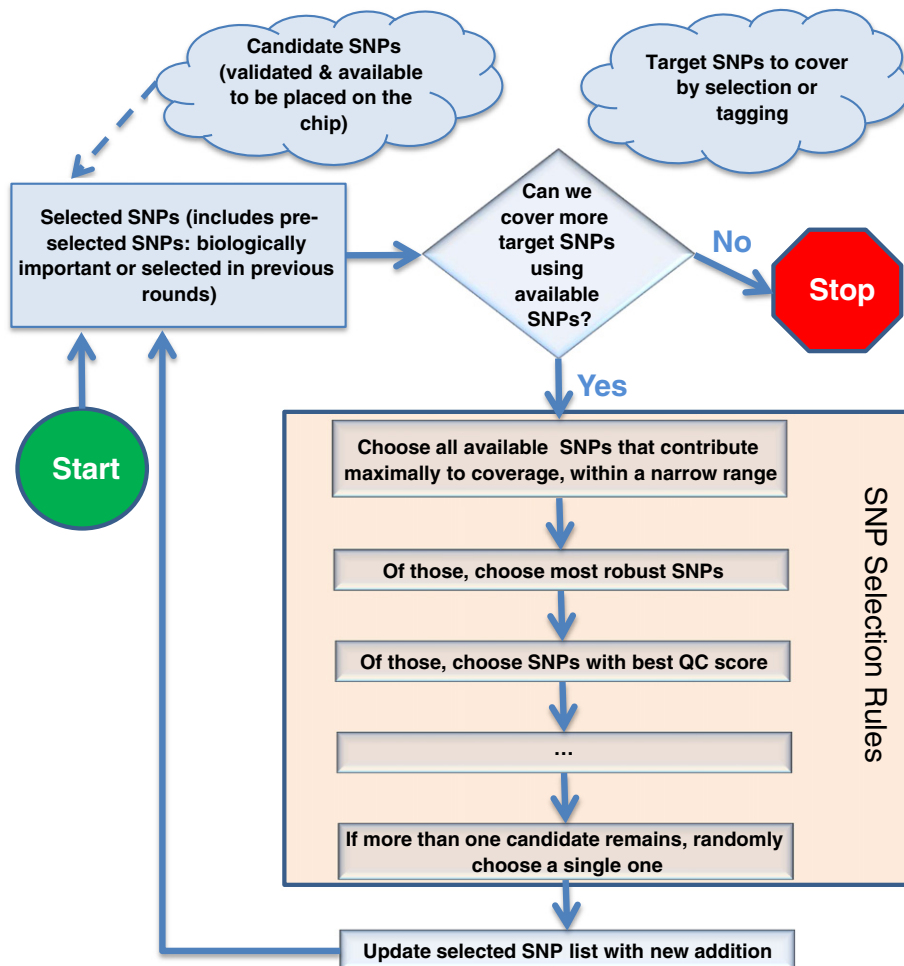 Candidate SNPs
(validated & available
to be placed on the
chip)
Target SNPs to cover
by selection or
tagging
Selected SNPs (includes pre-
selected SNPs: biologically
important or selected in previous
rounds)
Can we
cover more
target SNPs
using
available
SNPs?
No
Stop
Yes
Start
Choose all available SNPs that contribute
maximally to coverage, within a narrow range
Of those, choose most robust SNPs
Of those, choose SNPs with best QC score
...
If more than one candidate remains, randomly
choose a single one
SNP Selection Rules
Update selected SNP list with new addition